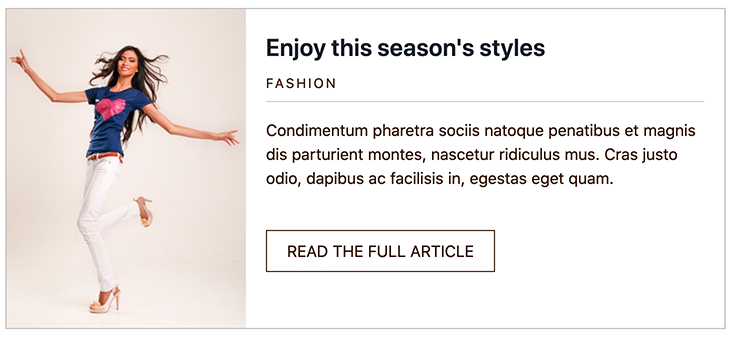 Enjoy this season's styles
FASHION
Condimentum pharetra sociis natoque penatibus et magnis
dis parturient montes, nascetur ridiculus mus. Cras justo
odio, dapibus ac facilisis in, egestas eget quam.
READ THE FULL ARTICLE